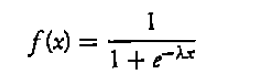 f(x) = 1 / (1 + e^{-λx})